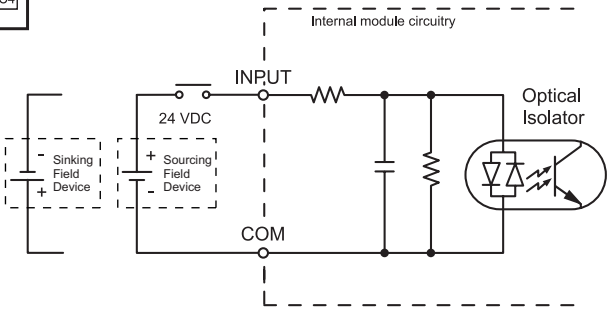 Internal module circuitry
INPUT
24 VDC
Optical
Isolator
- Sinking
Field
+ Device
+ Sourcing
Field
- Device
COM